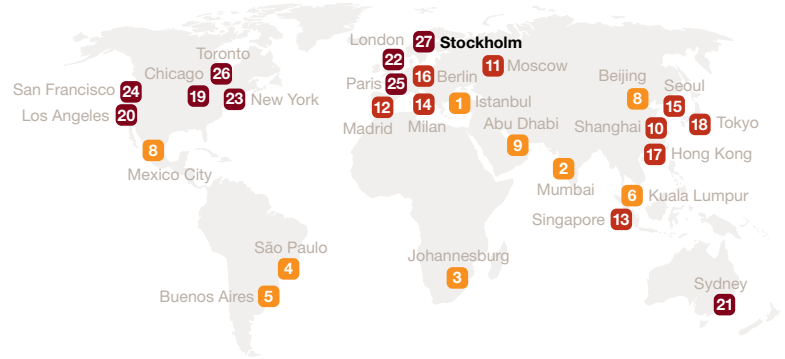 London
27 Stockholm
Toronto
22
Chicago 26
Paris 25
16 Berlin
11 Moscow
Beijing
Seoul
San Francisco 24
19
23 New York
Los Angeles 20
12
Madrid
14
Milan
1 Istanbul
8
15
Abu Dhabi
Shanghai 10
18 Tokyo
8
Mexico City
9
2
Mumbai
17 Hong Kong
6 Kuala Lumpur
Singapore 13
São Paulo
4
Johannesburg
3
Buenos Aires 5
Sydney
21